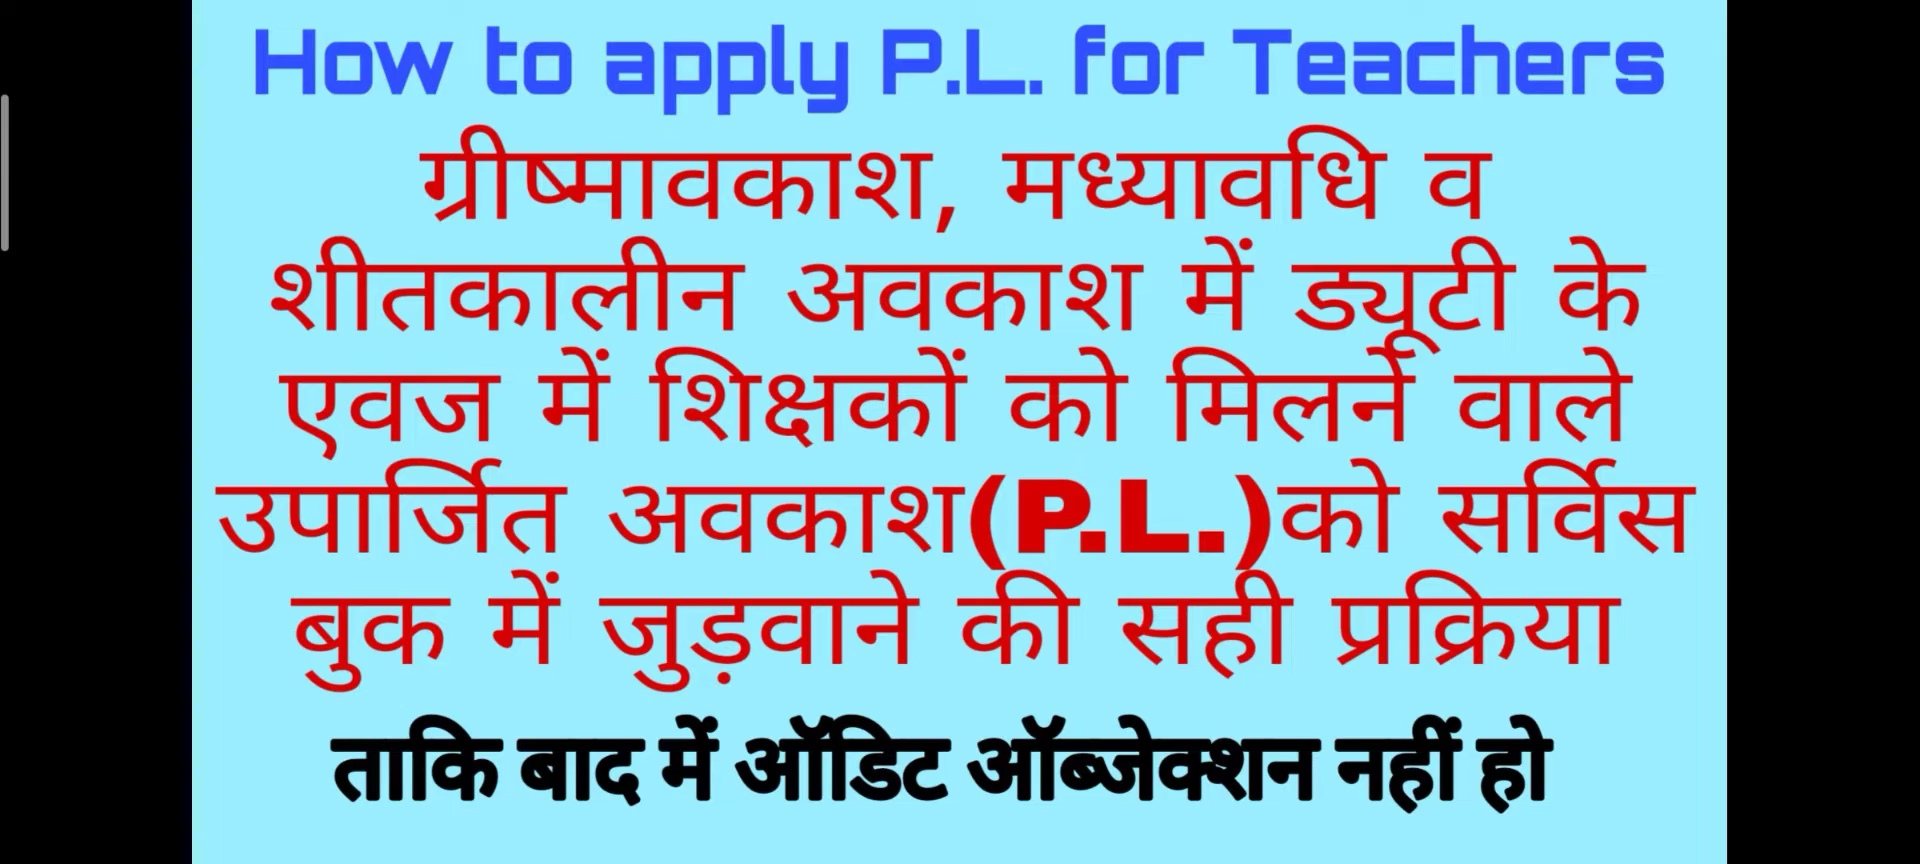 How to apply P.L. for Teachers
ग्रीष्मावकाश, मध्यावधि व
शीतकालीन अवकाश में ड्यूटी के
एवज में शिक्षकों को मिलने वाले
उपार्जित अवकाश(P.L.)को सर्विस
बुक में जुड़वाने की सही प्रक्रिया
ताकि बाद में ऑडिट ऑब्जेक्शन नहीं हो